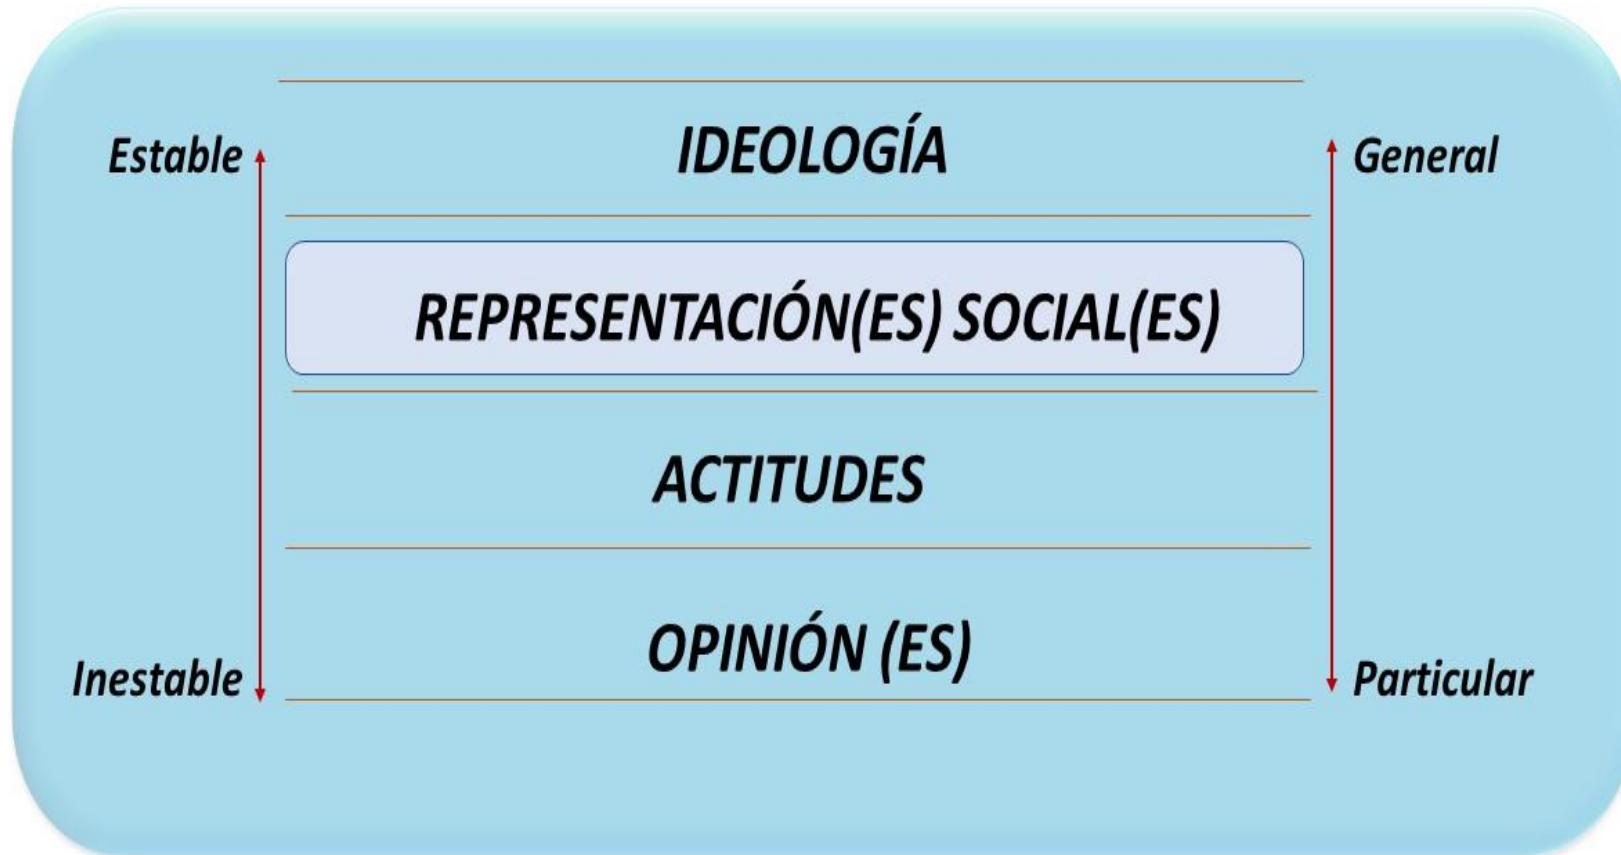 Estable
IDEOLOGÍA
General
REPRESENTACIÓN(ES) SOCIAL(ES)
ACTITUDES
OPINIÓN (ES)
Inestable
Particular